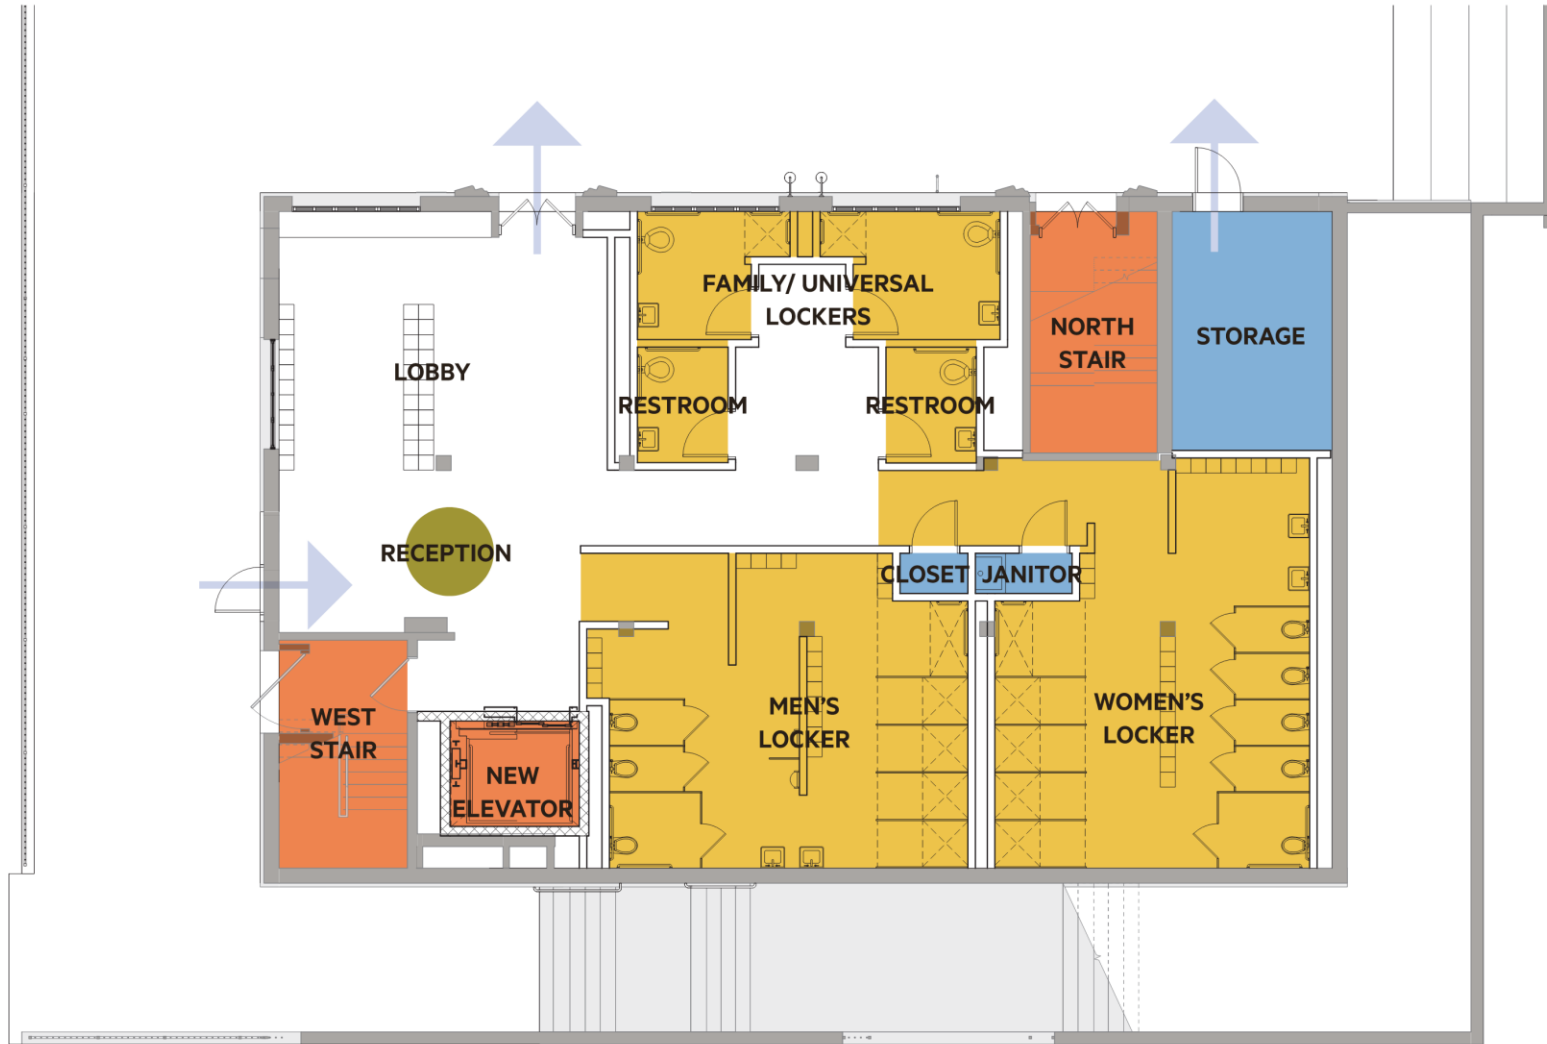 FAMILY/ UNIVERSAL
LOCKERS
NORTH
STAIR
STORAGE
LOBBY
RESTROOM
RESTROOM
RECEPTION
CLOSET
JANITOR
WEST
STAIR
NEW
ELEVATOR
MEN'S
LOCKER
WOMEN'S
LOCKER